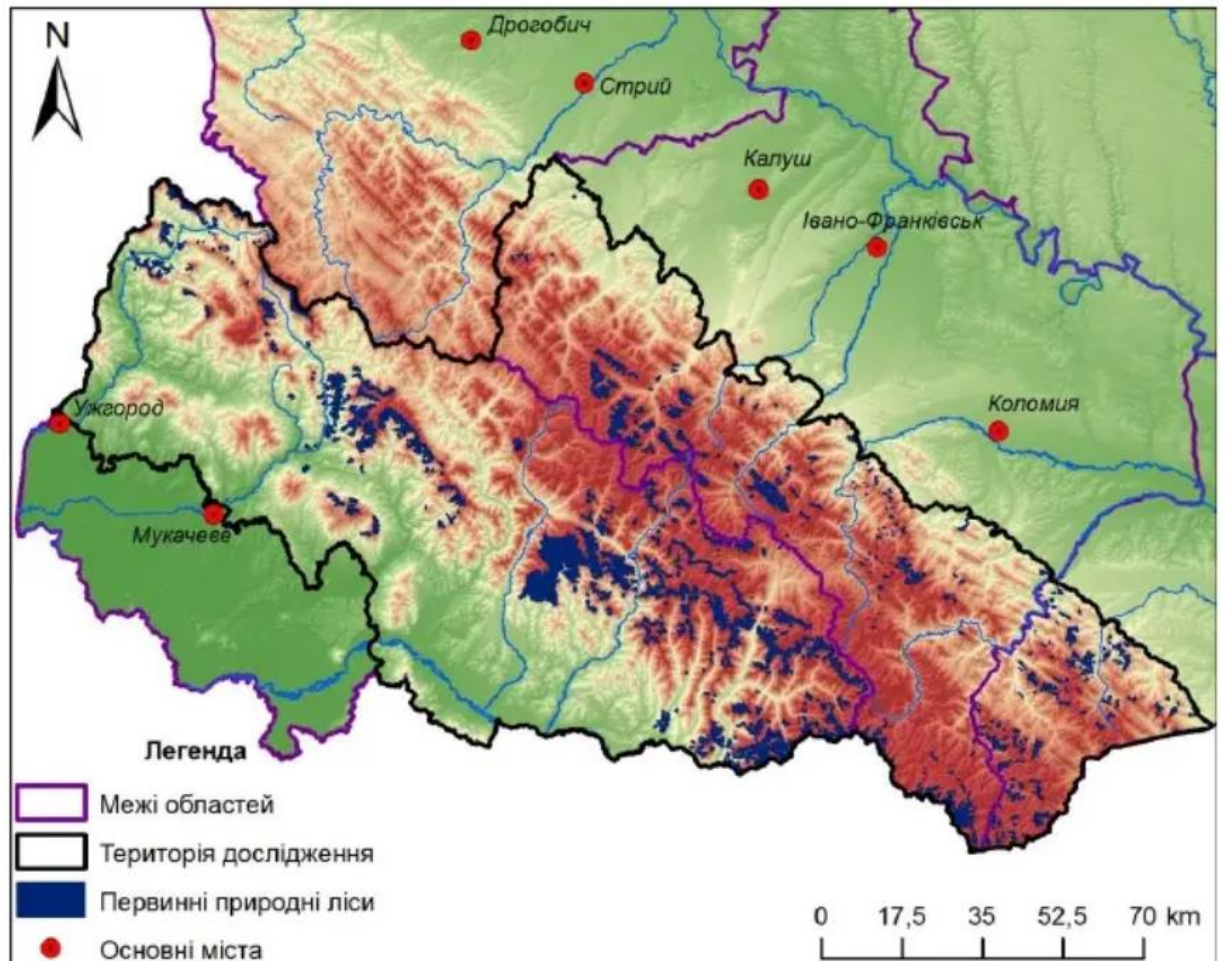 N
Дрогобич
Стрий
Калуш
Івано-Франківськ
Коломия
Ужгород
Мукачеве
Легенда
Межі областей
Територія дослідження
Первинні природні ліси
Основні міста
0 17,5 35 52,5 70 km